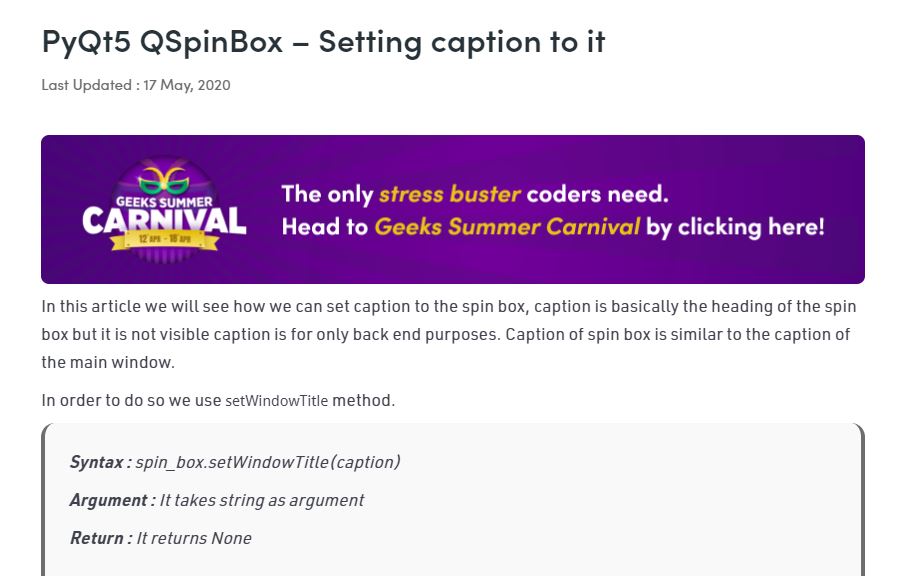 PyQt5 QSpinBox – Setting caption to it
Last Updated : 17 May, 2020
GEEKS SUMMER
CARNIVAL
12 APR - 18 APR
The only stress buster coders need.
Head to Geeks Summer Carnival by clicking here!
In this article we will see how we can set caption to the spin box, caption is basically the heading of the spin
box but it is not visible caption is for only back end purposes. Caption of spin box is similar to the caption of
the main window.
In order to do so we use setWindowTitle method.
Syntax : spin_box.setWindowTitle(caption)
Argument : It takes string as argument
Return : It returns None